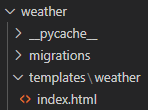 weather
__pycache__
migrations
templates\weather
<> index.html